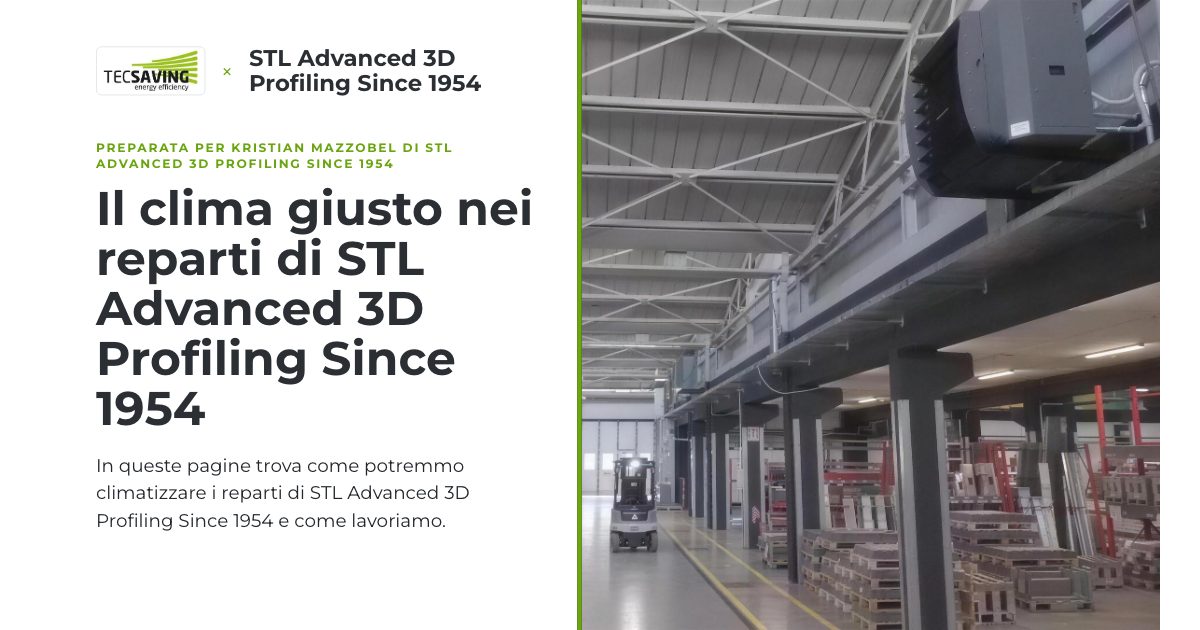 TECSAVING
energy efficiency
×
STL Advanced 3D
Profiling Since 1954
PREPARATA PER KRISTIAN MAZZOBEL DI STL
ADVANCED 3D PROFILING SINCE 1954
Il clima giusto nei
reparti di STL
Advanced 3D
Profiling Since
1954
In queste pagine trova come potremmo
climatizzare i reparti di STL Advanced 3D
Profiling Since 1954 e come lavoriamo.